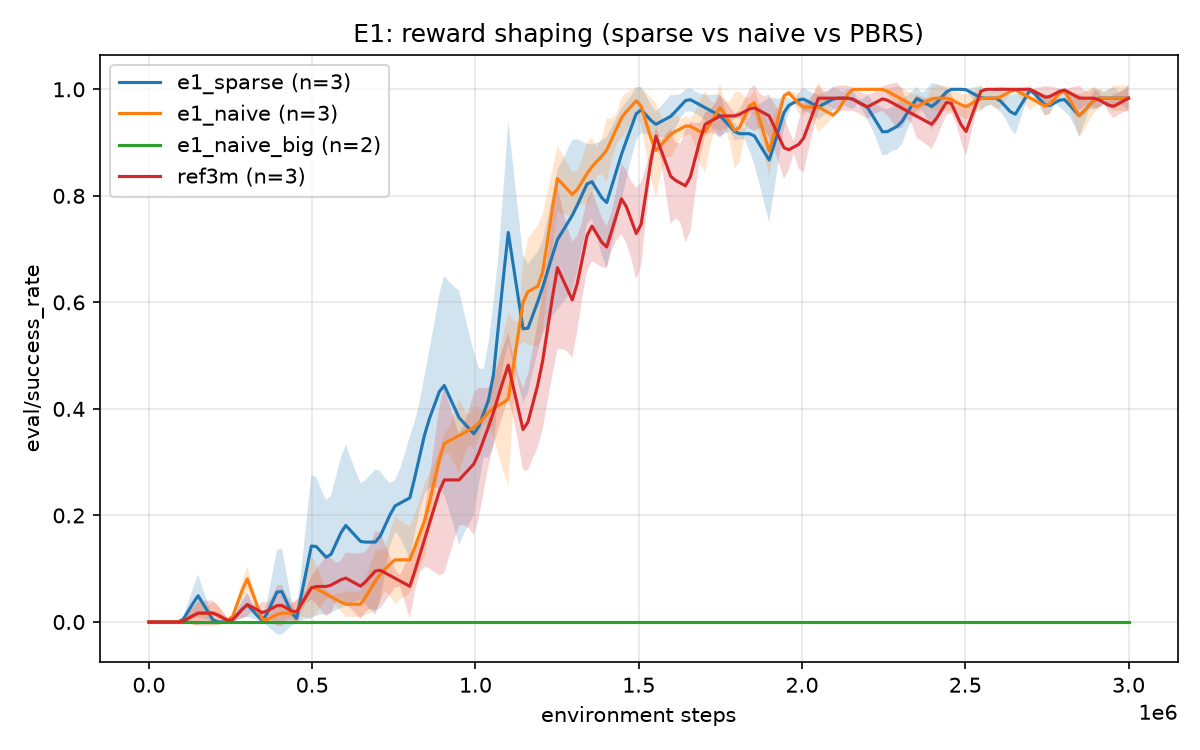 E1: reward shaping (sparse vs naive vs PBRS)
e1_sparse (n=3)
e1_naive (n=3)
e1_naive_big (n=2)
ref3m (n=3)
eval/success_rate
1.0
0.8
0.6
0.4
0.2
0.0
0.0 0.5 1.0 1.5 2.0 2.5 3.0
1e6
environment steps